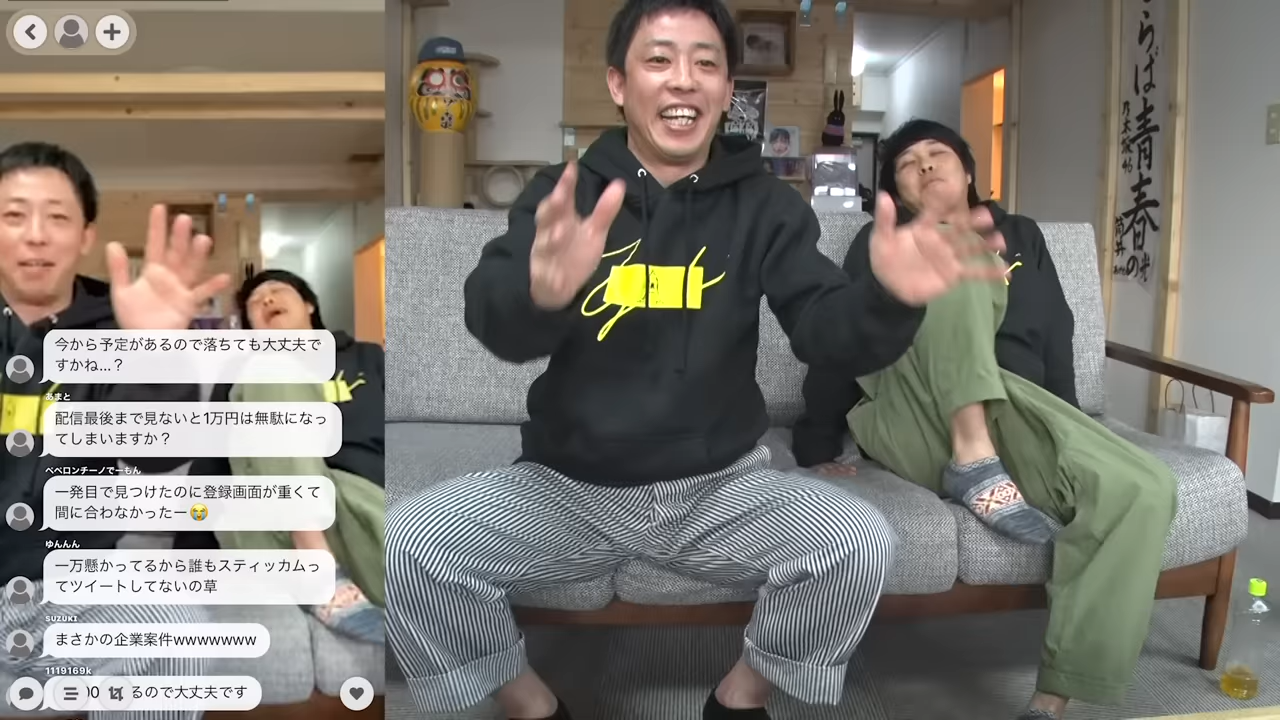 今から予定があるので落ちても大丈夫で
すかね...？
あまと
配信最後まで見ないと1万円は無駄になっ
てしまいますか？
ペペロンチーノでーもん
一発目で見つけたのに登録画面が重くて
間に合わなかったー😭
ゆんんん
一万懸かってるから誰もスティッカムっ
てツイートしてないの草
SUZUKI
まさかの企業案件wwwwwww
1119169k
るので大丈夫です
らば青春の
乃木坂46
筒井